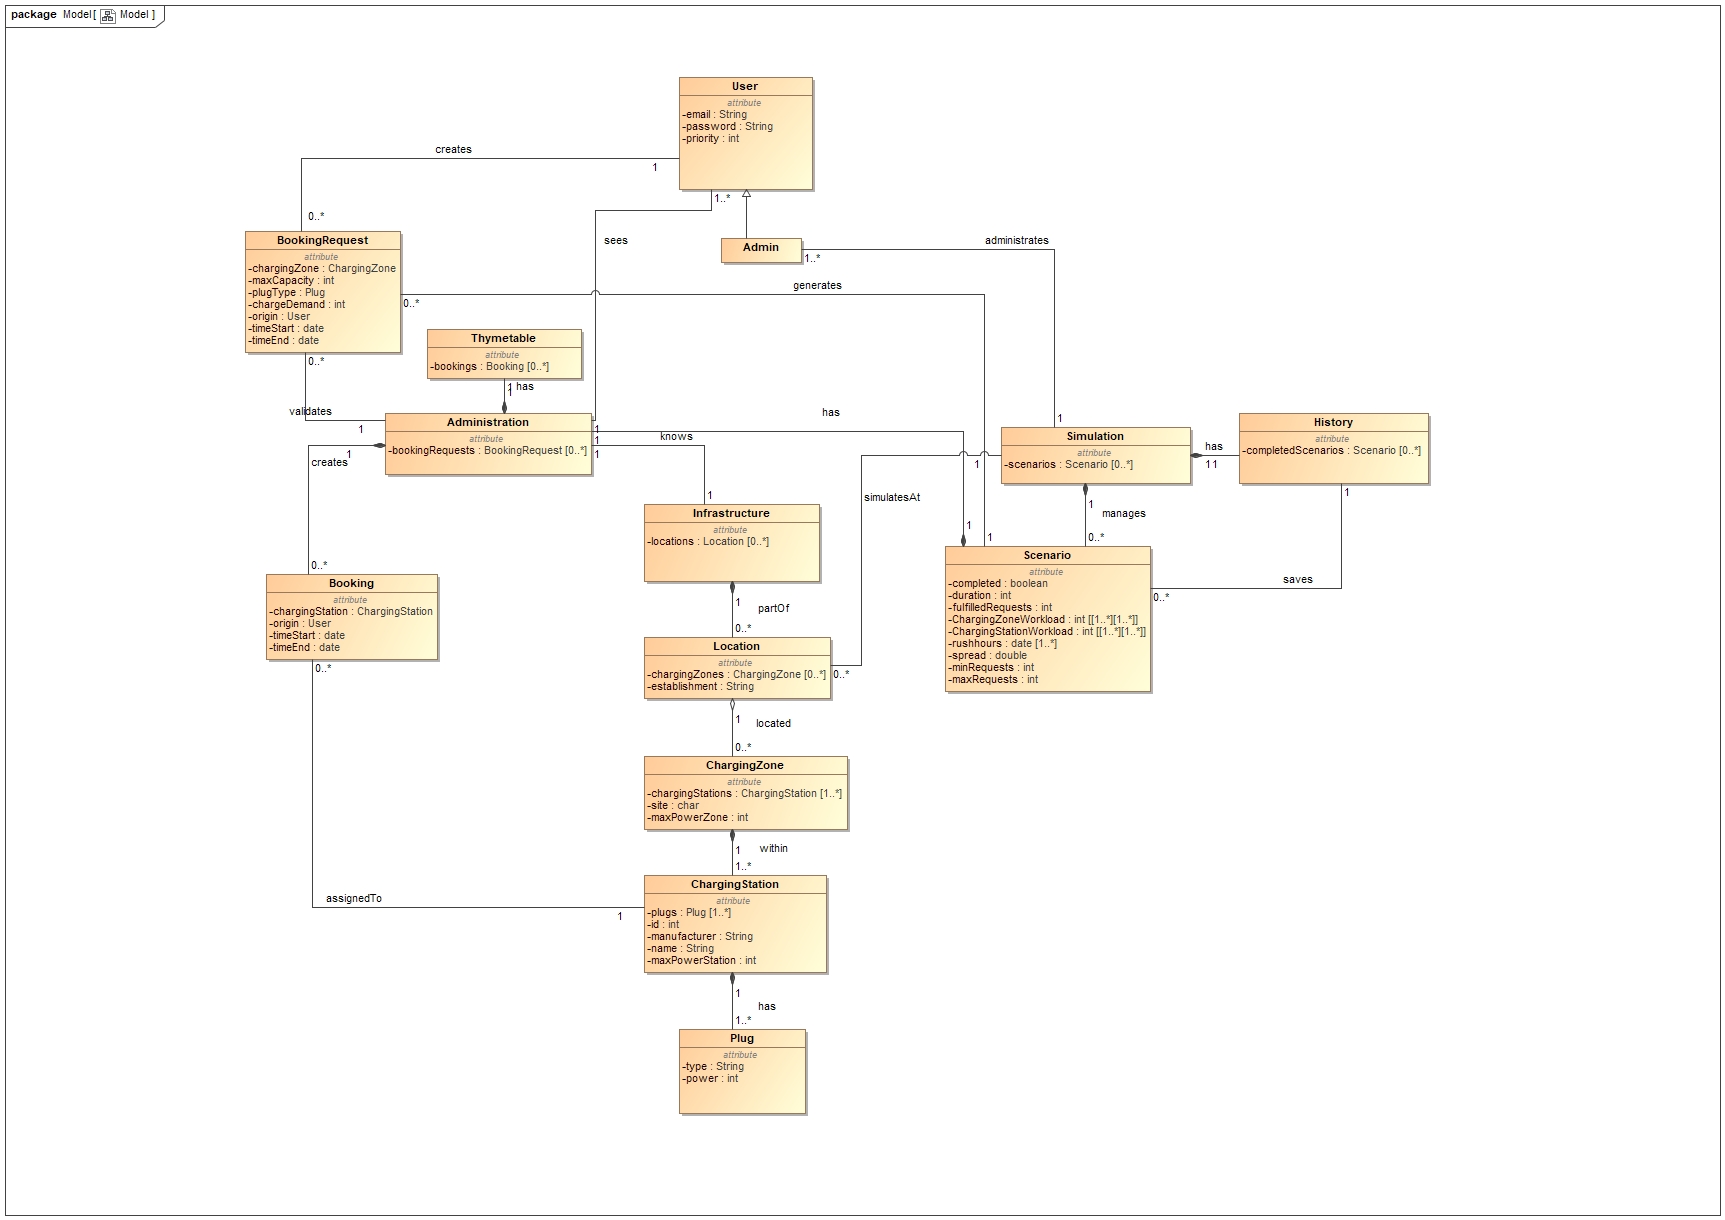 package Model[ Model ]
User
attribute
-email : String
-password : String
-priority : int
creates
1
0..*
1..*
sees
Admin
1..*
administrates
BookingRequest
attribute
-chargingZone : ChargingZone
-maxCapacity : int
-plugType : Plug
-chargeDemand : int
-origin : User
-timeStart : date
-timeEnd : date
generates
0..*
0..*
Thymetable
attribute
-bookings : Booking [0..*]
1
has
1
validates
1
Administration
attribute
-bookingRequests : BookingRequest [0..*]
1
1
1
has
knows
creates
1
1
Simulation
attribute
-scenarios : Scenario [0..*]
1
has
11
History
attribute
-completedScenarios : Scenario [0..*]
simulatesAt
1
manages
0..*
1
1
1
1
Infrastructure
attribute
-locations : Location [0..*]
Scenario
attribute
-completed : boolean
-duration : int
-fulfilledRequests : int
-ChargingZoneWorkload : int [[1..*][1..*]]
-ChargingStationWorkload : int [[1..*][1..*]]
-rushhours : date [1..*]
-spread : double
-minRequests : int
-maxRequests : int
saves
0..*
0..*
Booking
attribute
-chargingStation : ChargingStation
-origin : User
-timeStart : date
-timeEnd : date
0..*
1
partOf
0..*
Location
attribute
-chargingZones : ChargingZone [0..*]
-establishment : String
0..*
1
located
0..*
ChargingZone
attribute
-chargingStations : ChargingStation [1..*]
-site : char
-maxPowerZone : int
1
within
1..*
assignedTo
1
ChargingStation
attribute
-plugs : Plug [1..*]
-id : int
-manufacturer : String
-name : String
-maxPowerStation : int
1
has
1..*
Plug
attribute
-type : String
-power : int